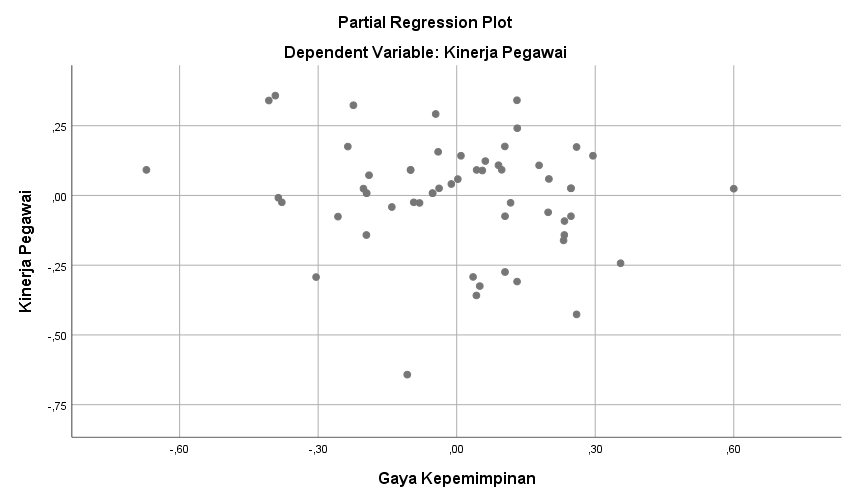 Partial Regression Plot
Dependent Variable: Kinerja Pegawai
Kinerja Pegawai
,25
,00
-,25
-,50
-,75
-,60
-,30
,00
,30
,60
Gaya Kepemimpinan